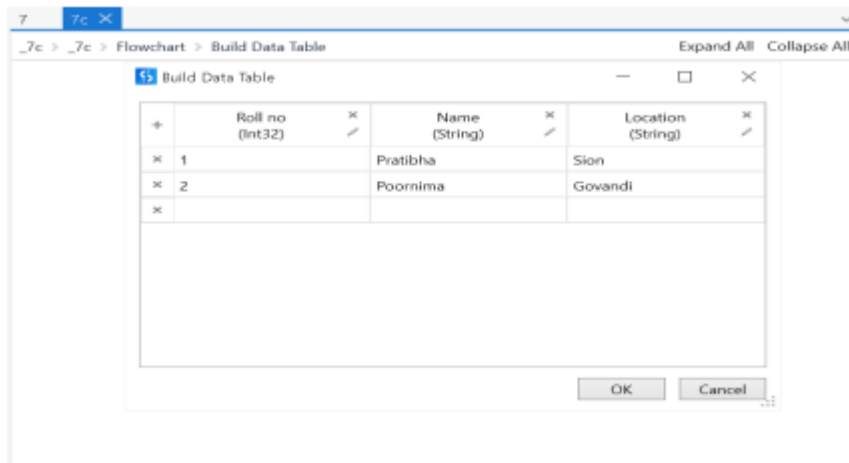 7 7c
_7c > _7c > Flowchart > Build Data Table Expand All Collapse All
Build Data Table
Roll no Name Location
(Int32) (String) (String)
1 Pratibha Sion
2 Poornima Govandi
OK Cancel